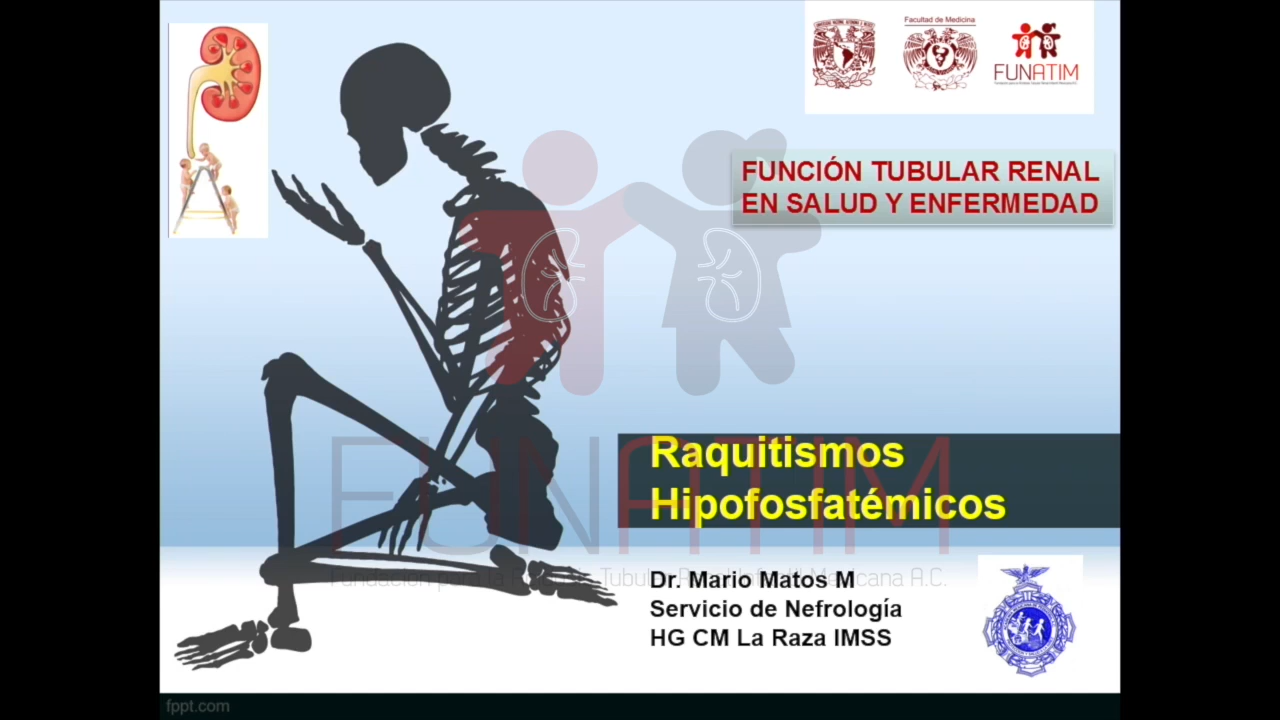 Facultad de Medicina
FUNATIM
FUNCIÓN TUBULAR RENAL
EN SALUD Y ENFERMEDAD
Raquitismos
Hipofosfatémicos
FUNATIM
Dr. Mario Matos M
Servicio de Nefrología
HG CM La Raza IMSS
fppt.com